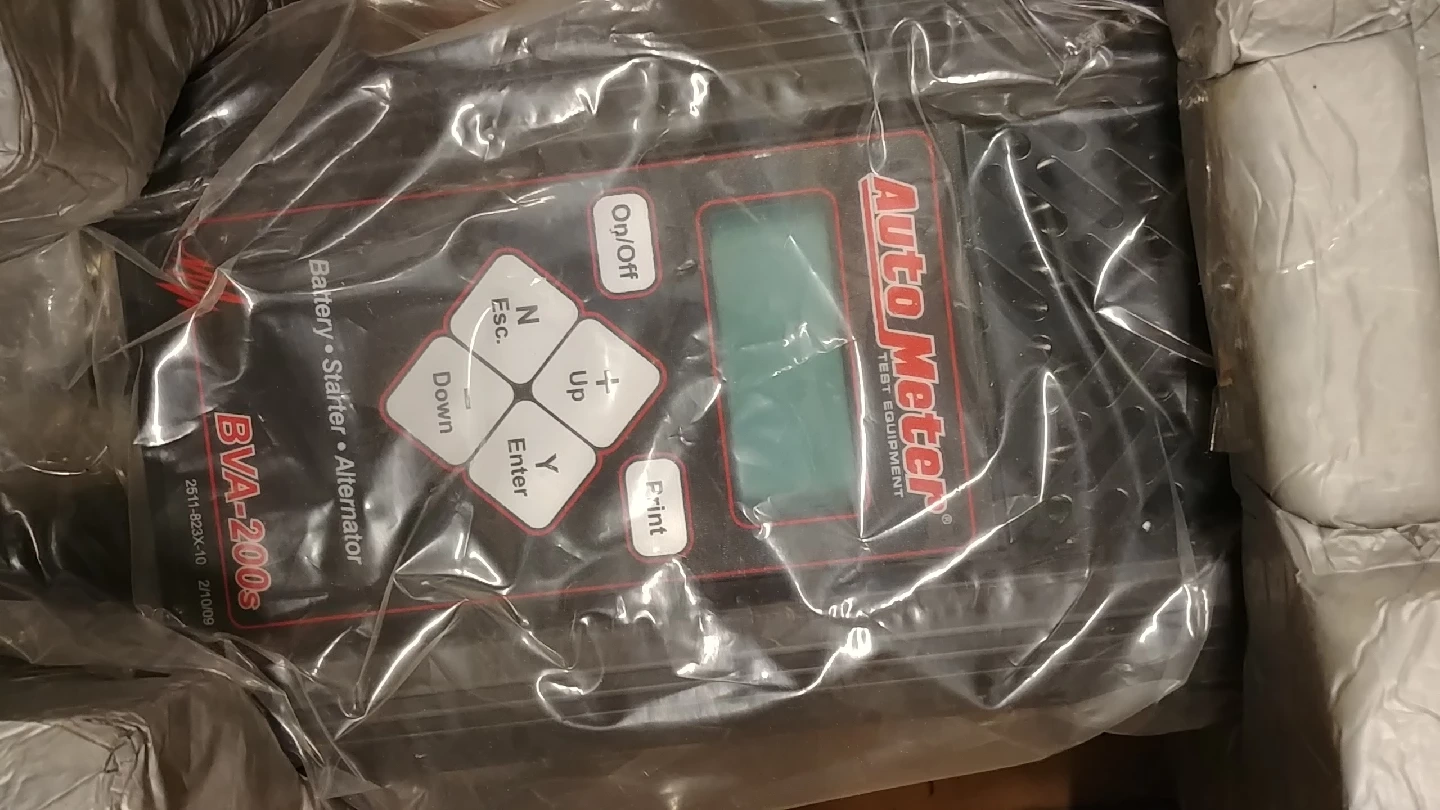 Auto Meter®
TEST EQUIPMENT
On/Off
Print
+
Up
N
Esc.
Y
Enter
-
Down
Battery • Starter • Alternator
BVA-200s
2511-823X-10 2/10/09